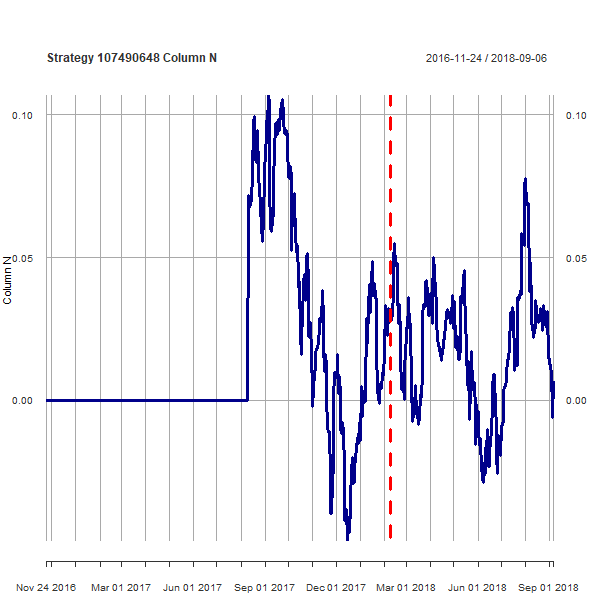 Strategy 107490648 Column N
2016-11-24 / 2018-09-06
0.10
0.10
0.05
0.05
Column N
0.00
0.00
Nov 24 2016
Mar 01 2017
Jun 01 2017
Sep 01 2017
Dec 01 2017
Mar 01 2018
Jun 01 2018
Sep 01 2018